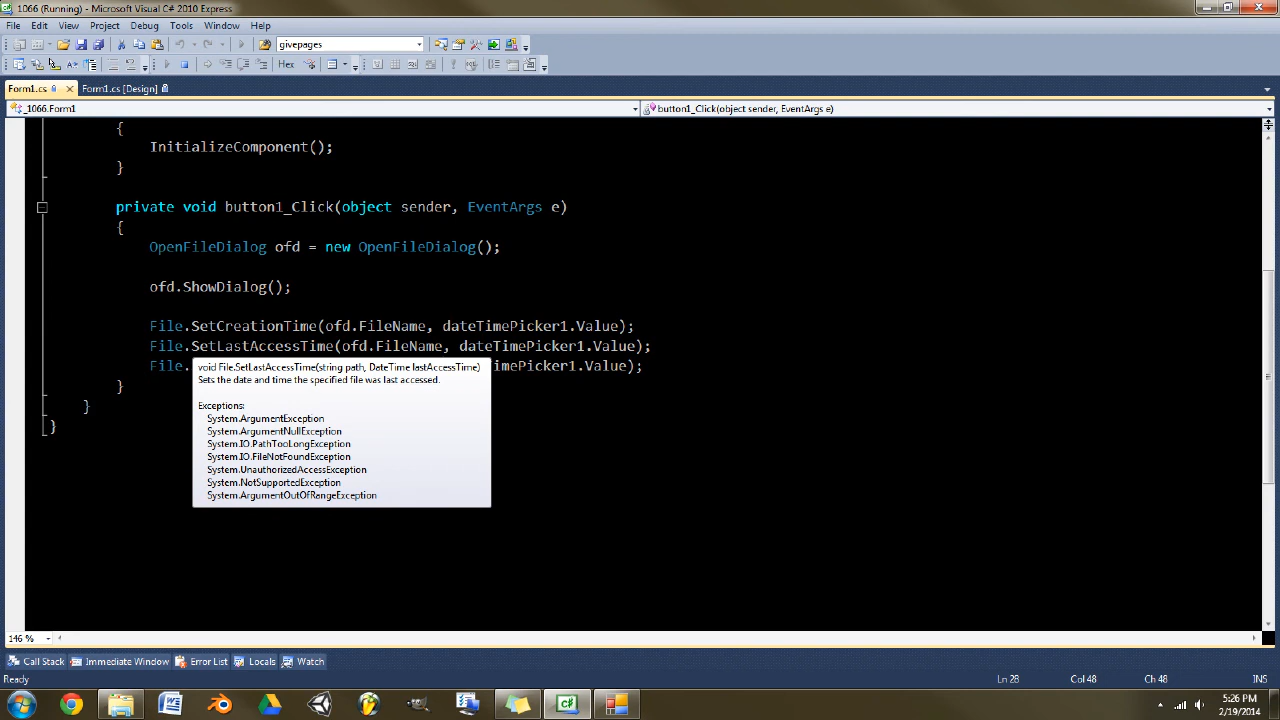 1066 (Running) - Microsoft Visual C# 2010 Express
File Edit View Project Debug Tools Window Help
givepages
Hex
Form1.cs Form1.cs [Design]
_1066.Form1 button1_Click(object sender, EventArgs e)
{
InitializeComponent();
}
private void button1_Click(object sender, EventArgs e)
{
OpenFileDialog ofd = new OpenFileDialog();
ofd.ShowDialog();
File.SetCreationTime(ofd.FileName, dateTimePicker1.Value);
File.SetLastAccessTime(ofd.FileName, dateTimePicker1.Value);
File. imePicker1.Value);
void File.SetLastAccessTime(string path, DateTime lastAccessTime)
Sets the date and time the specified file was last accessed.
Exceptions:
System.ArgumentException
System.ArgumentNullException
System.IO.PathTooLongException
System.IO.FileNotFoundException
System.UnauthorizedAccessException
System.NotSupportedException
System.ArgumentOutOfRangeException
}
}
}
146 %
Call Stack Immediate Window Error List Locals Watch
Ready Ln 28 Col 48 Ch 48 INS
5:26 PM
2/19/2014